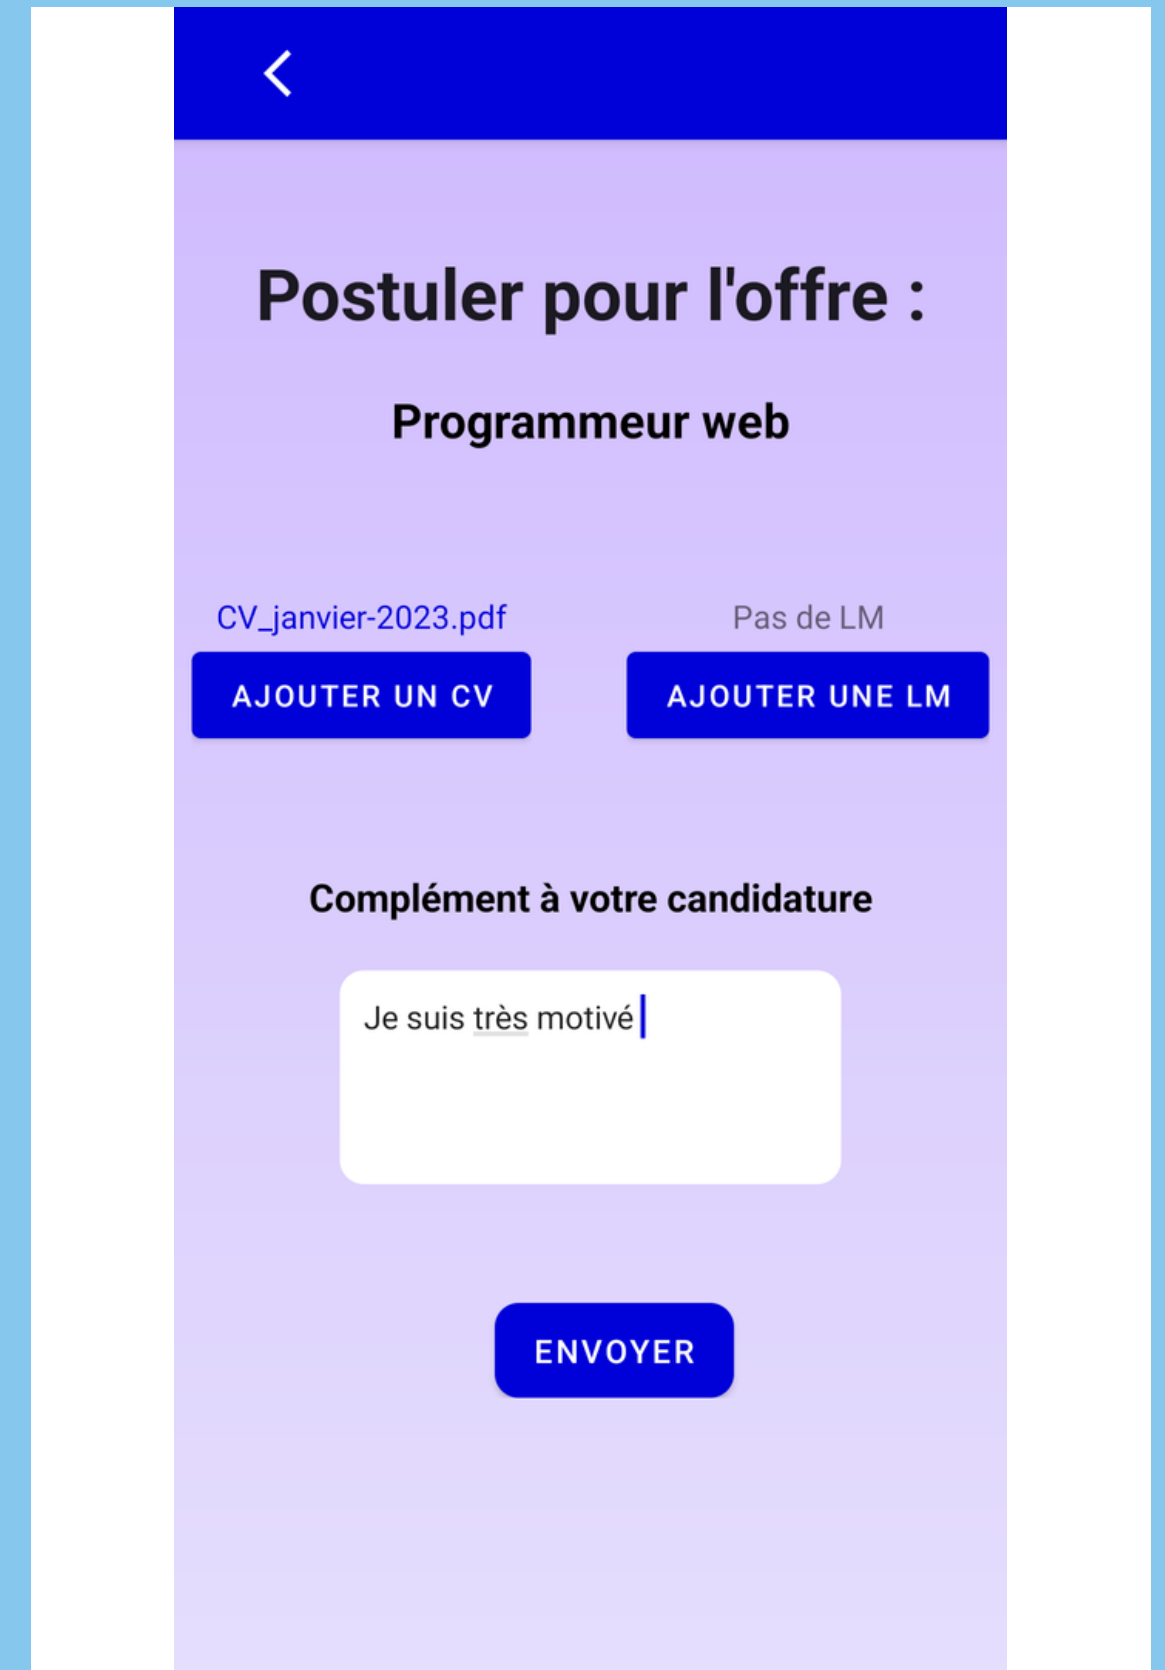 Postuler pour l'offre :
Programmeur web
CV_janvier-2023.pdf
Pas de LM
AJOUTER UN CV
AJOUTER UNE LM
Complément à votre candidature
Je suis très motivé
ENVOYER